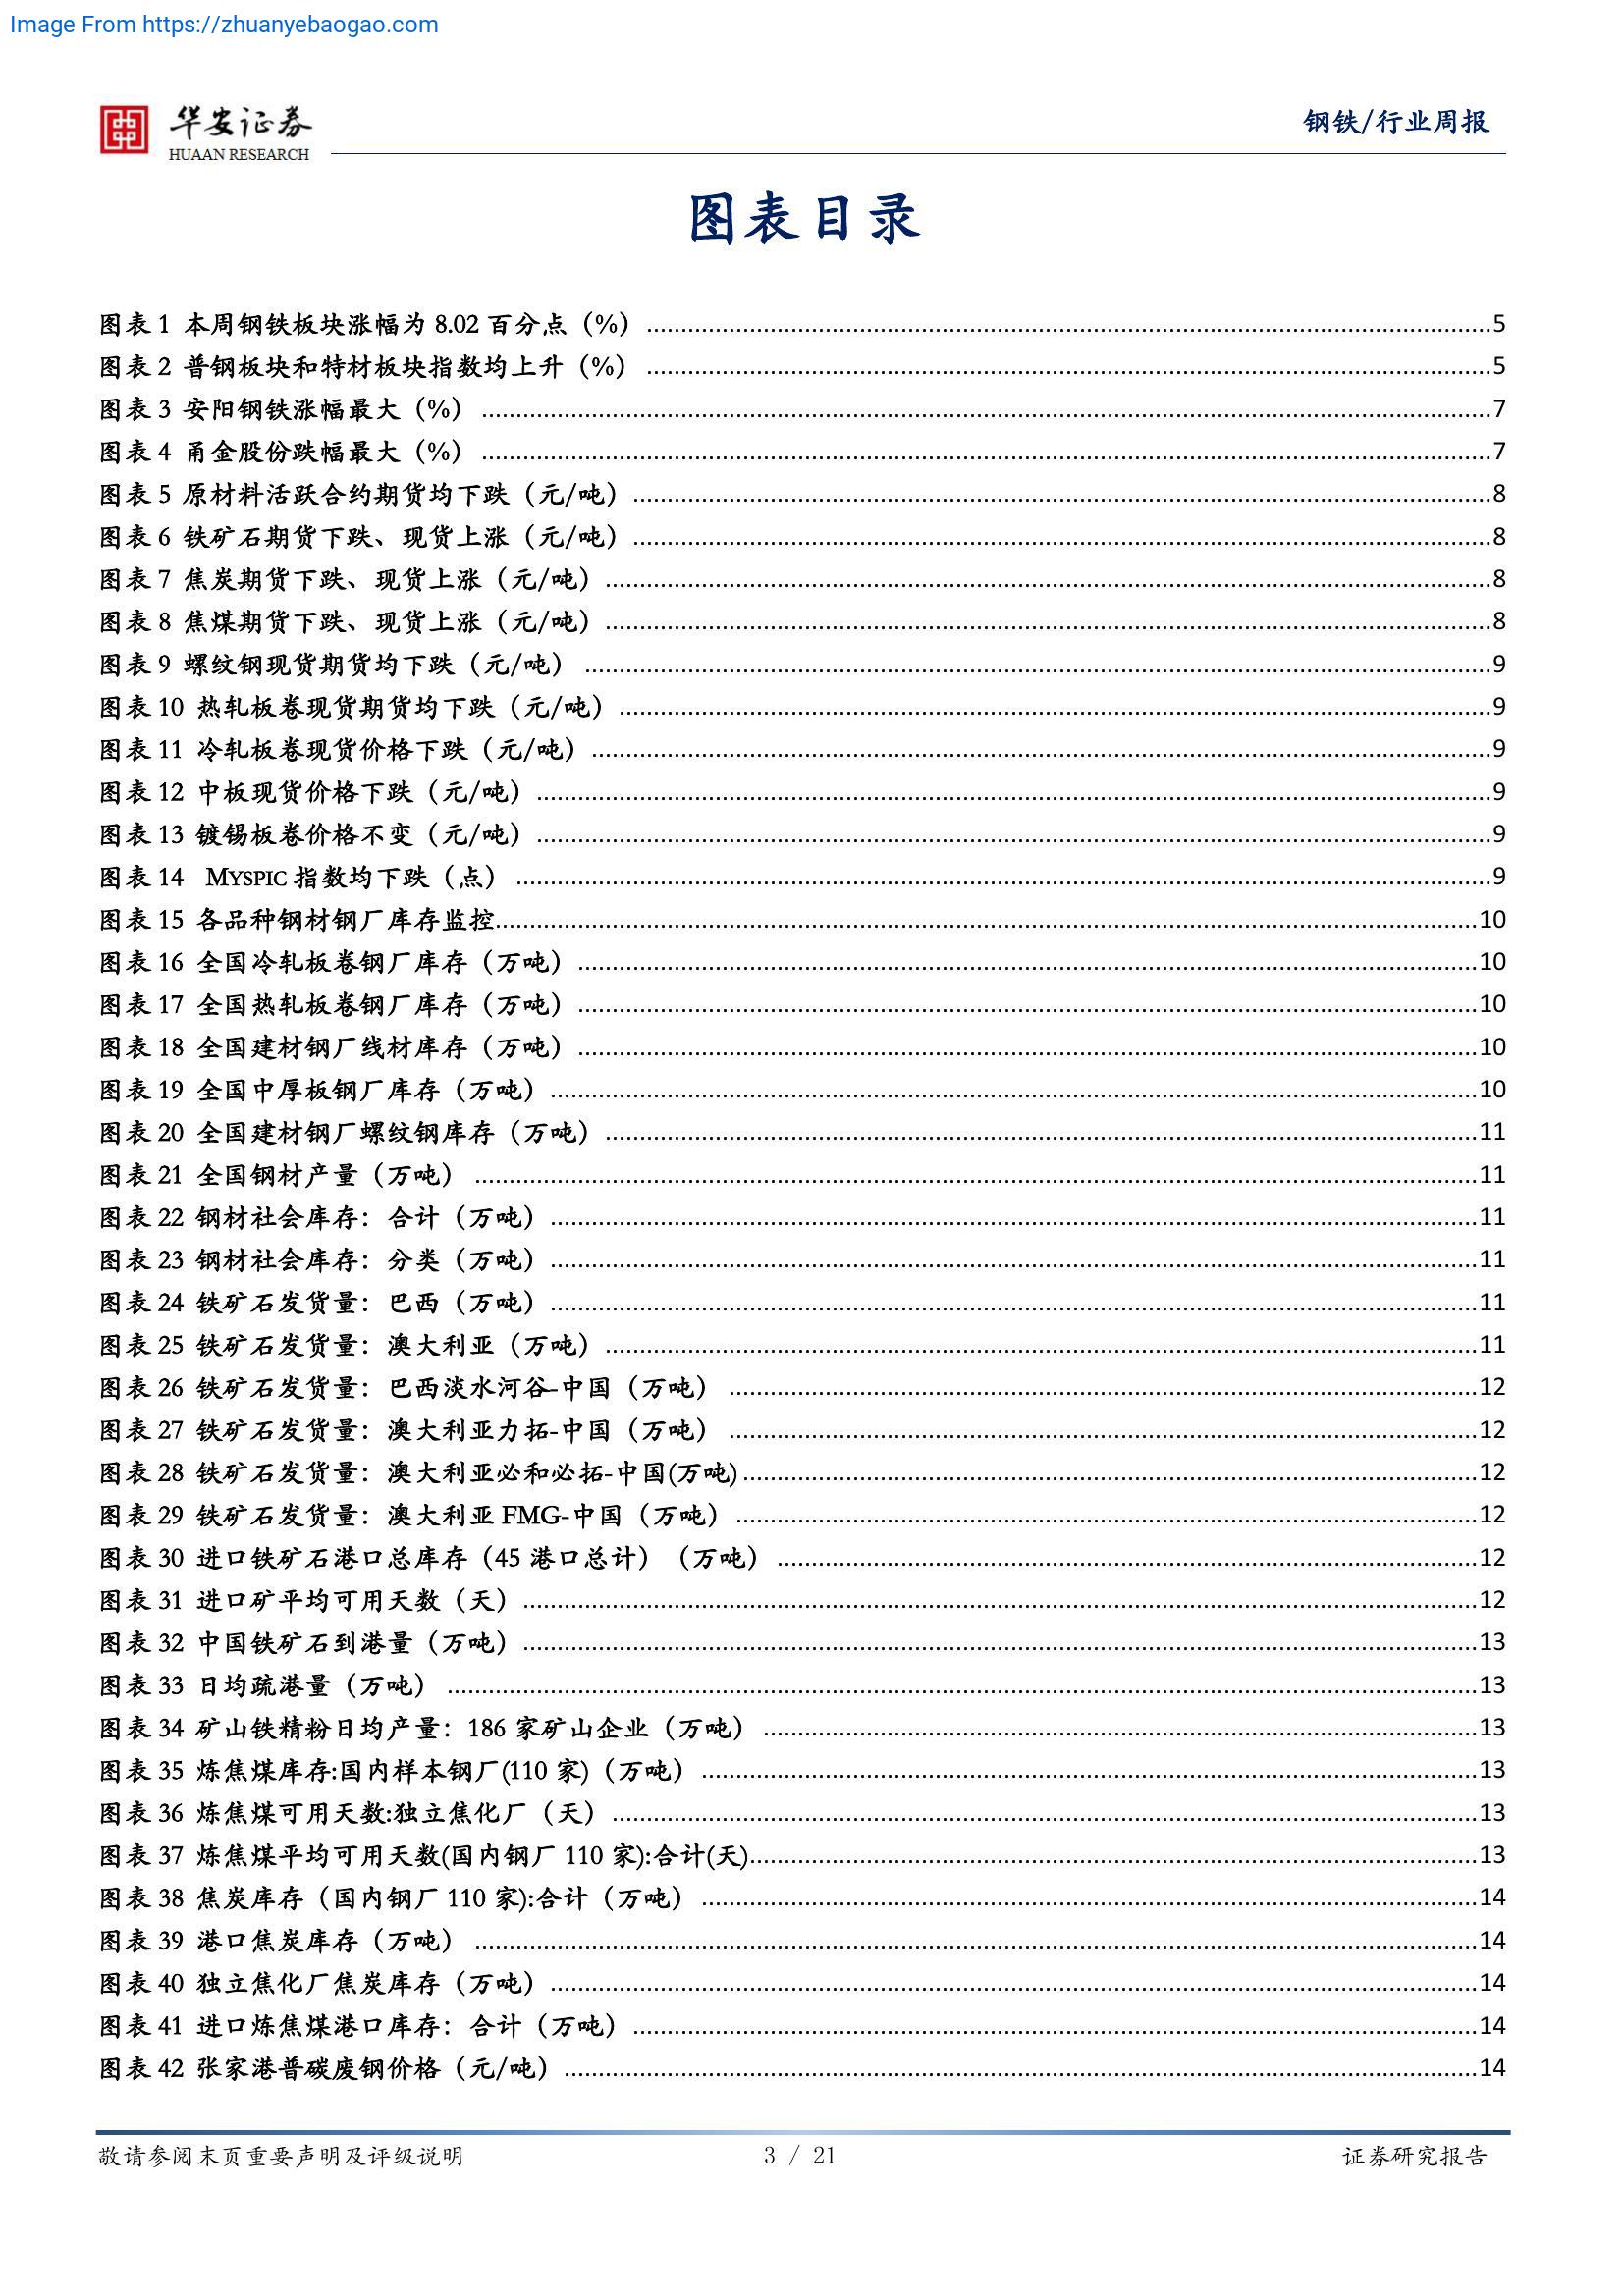 Image From https://zhuanyebaogao.com
华安证券
HUAAN RESEARCH
钢铁/行业周报
图表目录
图表 1 本周钢铁板块涨幅为 8.02 百分点（%） ........ 5
图表 2 普钢板块和特材板块指数均上升（%） ........ 5
图表 3 安阳钢铁涨幅最大（%） ........ 7
图表 4 甬金股份跌幅最大（%） ........ 7
图表 5 原材料活跃合约期货均下跌（元/吨） ........ 8
图表 6 铁矿石期货下跌、现货上涨（元/吨） ........ 8
图表 7 焦炭期货下跌、现货上涨（元/吨） ........ 8
图表 8 焦煤期货下跌、现货上涨（元/吨） ........ 8
图表 9 螺纹钢现货期货均下跌（元/吨） ........ 9
图表 10 热轧板卷现货期货均下跌（元/吨） ........ 9
图表 11 冷轧板卷现货价格下跌（元/吨） ........ 9
图表 12 中板现货价格下跌（元/吨） ........ 9
图表 13 镀锡板卷价格不变（元/吨） ........ 9
图表 14 MYSPIC 指数均下跌（点） ........ 9
图表 15 各品种钢材钢厂库存监控........ 10
图表 16 全国冷轧板卷钢厂库存（万吨） ........ 10
图表 17 全国热轧板卷钢厂库存（万吨） ........ 10
图表 18 全国建材钢厂线材库存（万吨） ........ 10
图表 19 全国中厚板钢厂库存（万吨） ........ 10
图表 20 全国建材钢厂螺纹钢库存（万吨） ........ 11
图表 21 全国钢材产量（万吨） ........ 11
图表 22 钢材社会库存：合计（万吨） ........ 11
图表 23 钢材社会库存：分类（万吨） ........ 11
图表 24 铁矿石发货量：巴西（万吨） ........ 11
图表 25 铁矿石发货量：澳大利亚（万吨） ........ 11
图表 26 铁矿石发货量：巴西淡水河谷-中国（万吨） ........ 12
图表 27 铁矿石发货量：澳大利亚力拓-中国（万吨） ........ 12
图表 28 铁矿石发货量：澳大利亚必和必拓-中国(万吨) ........ 12
图表 29 铁矿石发货量：澳大利亚 FMG-中国（万吨） ........ 12
图表 30 进口铁矿石港口总库存（45 港口总计）（万吨） ........ 12
图表 31 进口矿平均可用天数（天） ........ 12
图表 32 中国铁矿石到港量（万吨） ........ 13
图表 33 日均疏港量（万吨） ........ 13
图表 34 矿山铁精粉日均产量：186 家矿山企业（万吨） ........ 13
图表 35 炼焦煤库存:国内样本钢厂(110 家)（万吨） ........ 13
图表 36 炼焦煤可用天数:独立焦化厂（天） ........ 13
图表 37 炼焦煤平均可用天数(国内钢厂 110 家):合计(天)........ 13
图表 38 焦炭库存（国内钢厂 110 家):合计（万吨） ........ 14
图表 39 港口焦炭库存（万吨） ........ 14
图表 40 独立焦化厂焦炭库存（万吨） ........ 14
图表 41 进口炼焦煤港口库存：合计（万吨） ........ 14
图表 42 张家港普碳废钢价格（元/吨） ........ 14
敬请参阅末页重要声明及评级说明
3 / 21
证券研究报告